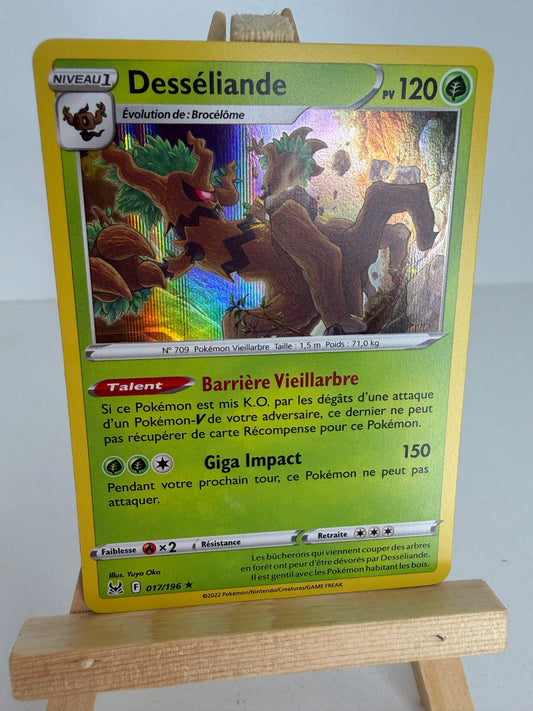 NIVEAU 1
Desséliande
PV 120
Évolution de : Brocélôme
N° 709 Pokémon Vieillarbre Taille : 1,5 m Poids : 71,0 kg
Talent Barrière Vieillarbre
Si ce Pokémon est mis K.O. par les dégâts d'une attaque
d'un Pokémon-V de votre adversaire, ce dernier ne peut
pas récupérer de carte Récompense pour ce Pokémon.
Giga Impact 150
Pendant votre prochain tour, ce Pokémon ne peut pas
attaquer.
Faiblesse ×2 Résistance Retraite
Les bûcherons qui viennent couper des arbres
en forêt ont peur d'être dévorés par Desséliande.
Il est gentil avec les Pokémon habitant les bois.
Illus. Yuya Oka
F 017/196 ★
©2022 Pokémon/Nintendo/Creatures/GAME FREAK